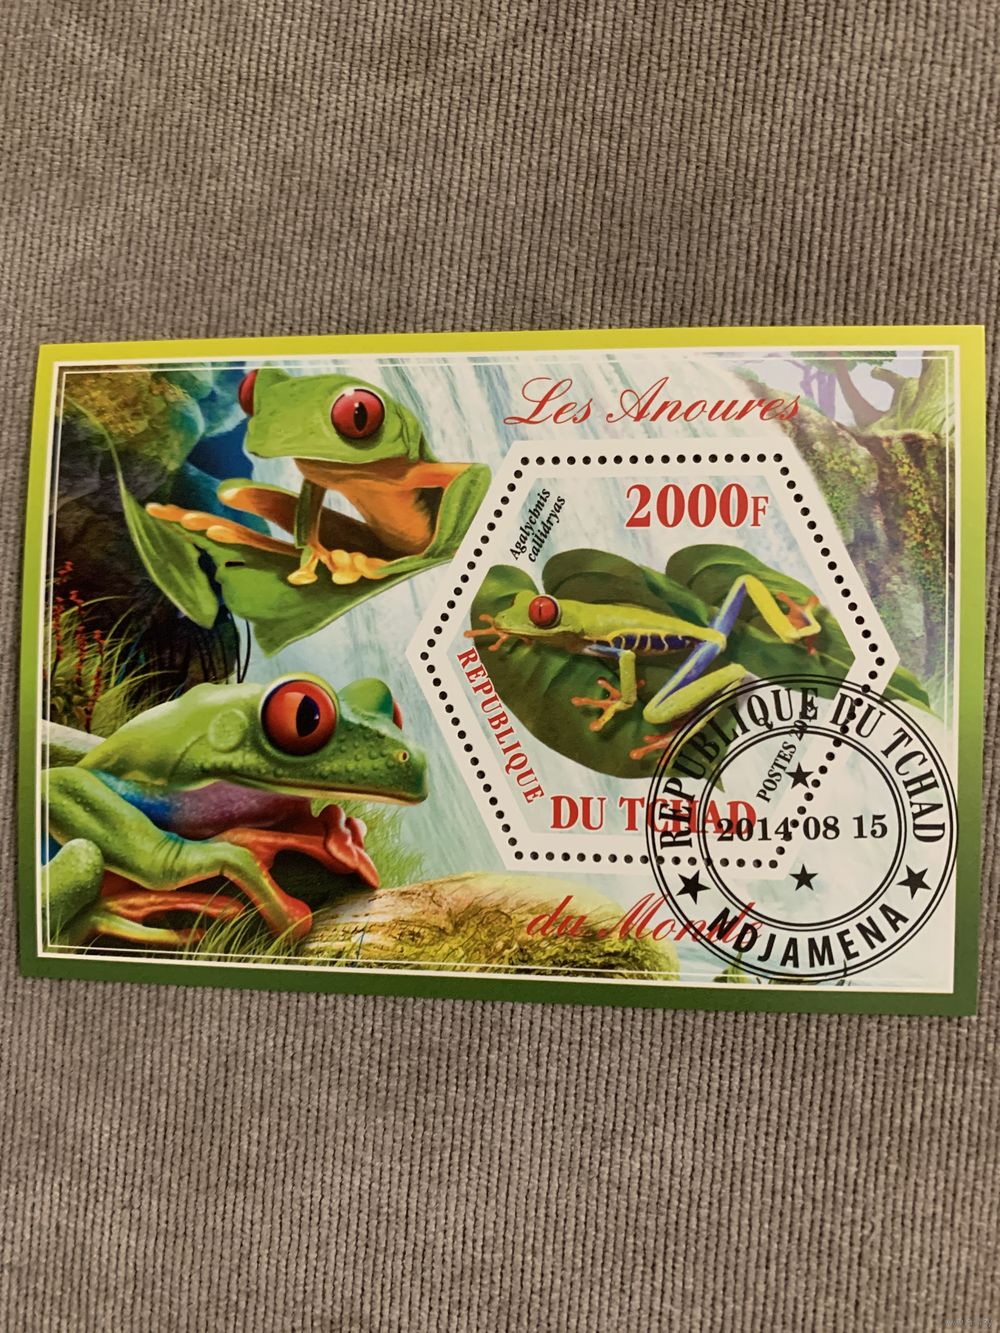 Les Anoures
2000F
Agalychnis
callidryas
REPUBLIQUE
DU TCHAD
POSTES
du Monde
REPUBLIQUE DU TCHAD
2014 08 15
NDJAMENA